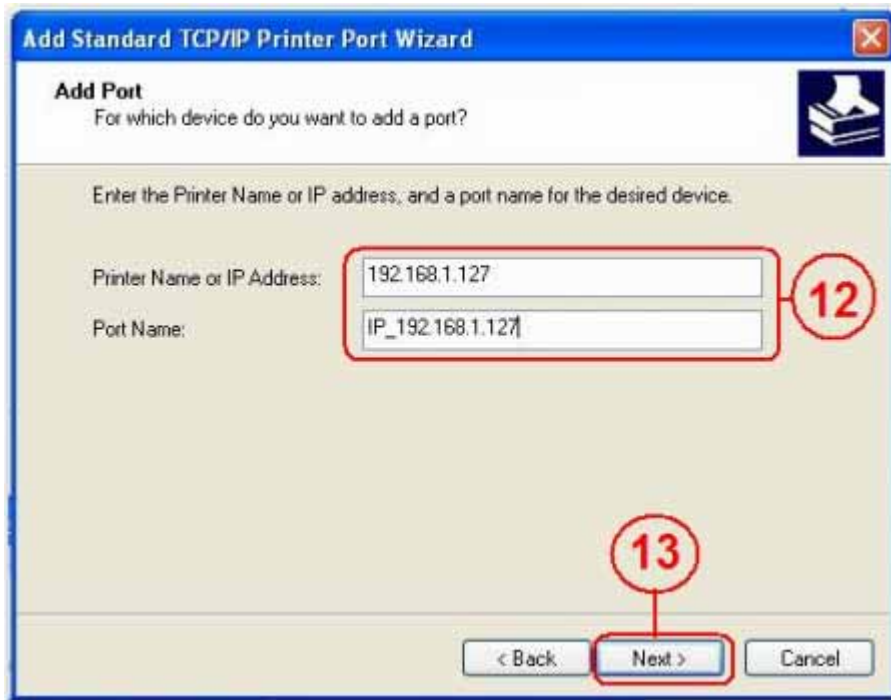 Add Standard TCP/IP Printer Port Wizard
Add Port
For which device do you want to add a port?
Enter the Printer Name or IP address, and a port name for the desired device.
Printer Name or IP Address: 192.168.1.127
12
Port Name: IP_192.168.1.127
13
< Back Next > Cancel